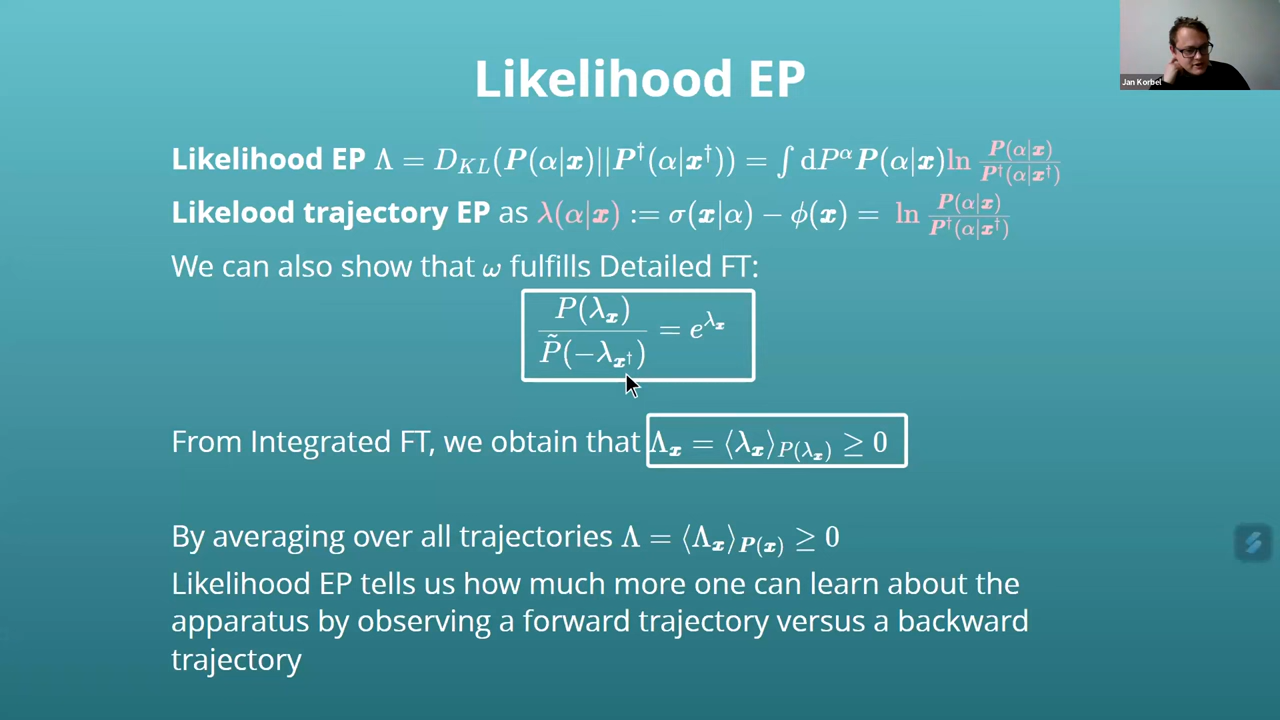 Likelihood EP
Jan Korbel
Likelihood EP Λ = D_{KL}(P(α|x)||P†(α|x†)) = ∫ dP^α P(α|x) ln P(α|x)/P†(α|x†)
Likelood trajectory EP as λ(α|x) := σ(x|α) − ϕ(x) = ln P(α|x)/P†(α|x†)
We can also show that ω fulfills Detailed FT:
P(λ_x)/P̃(−λ_{x†}) = e^{λ_x}
From Integrated FT, we obtain that Λ_x = ⟨λ_x⟩_{P(λ_x)} ≥ 0
By averaging over all trajectories Λ = ⟨Λ_x⟩_{P(x)} ≥ 0
Likelihood EP tells us how much more one can learn about the
apparatus by observing a forward trajectory versus a backward
trajectory